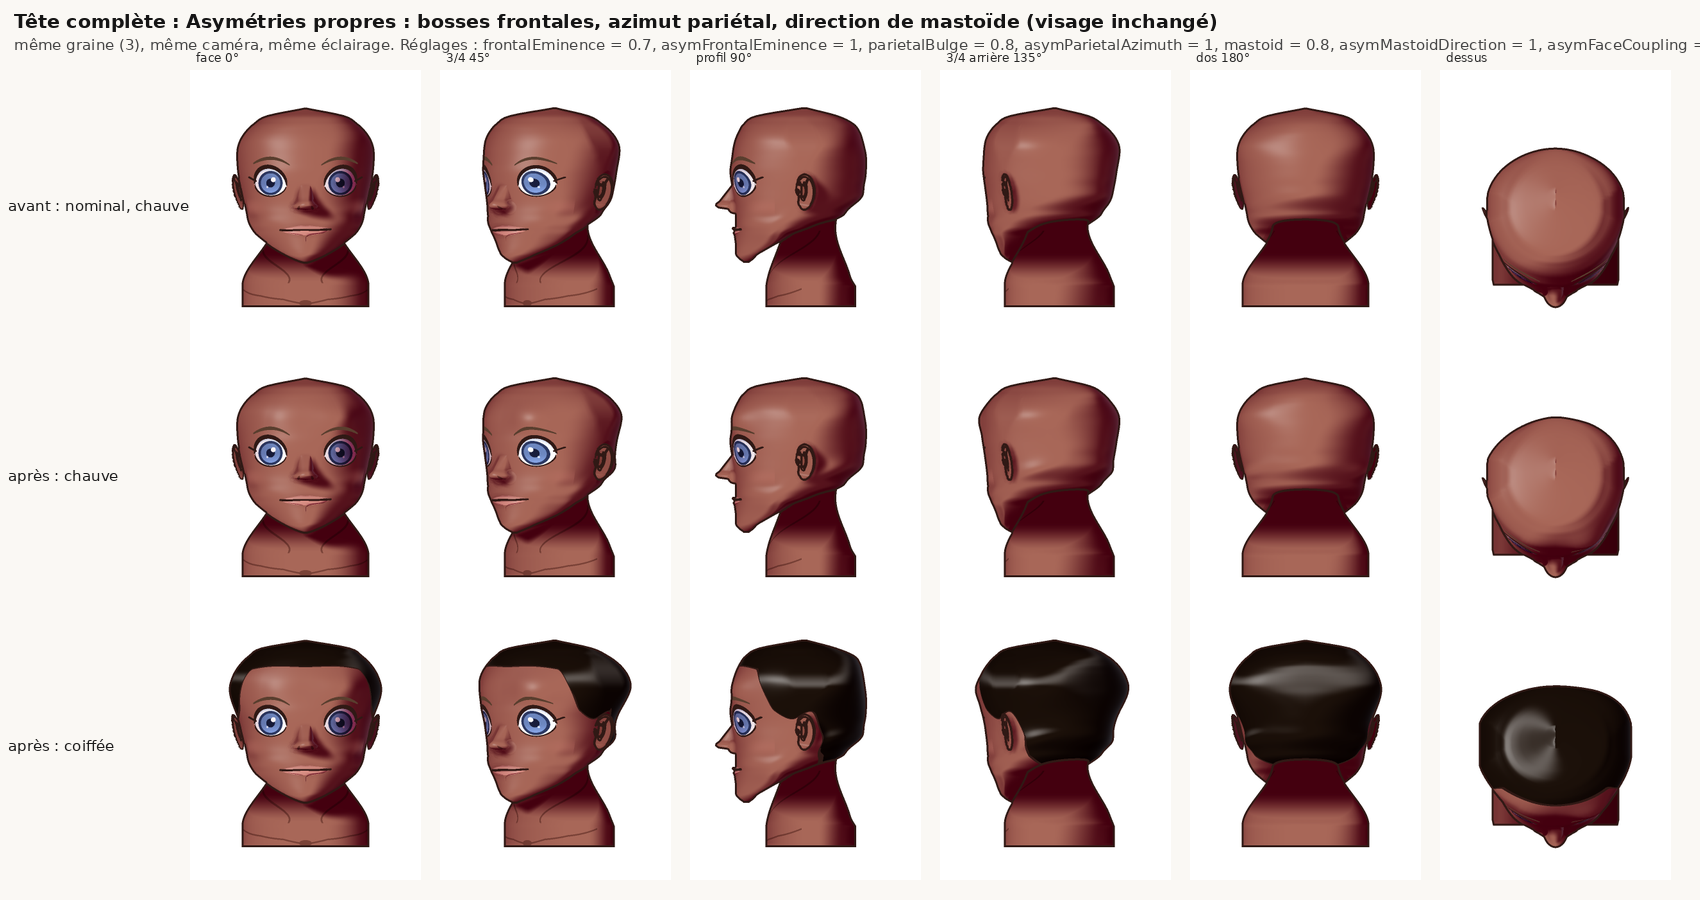 Tête complète : Asymétries propres : bosses frontales, azimut pariétal, direction de mastoïde (visage inchangé)
même graine (3), même caméra, même éclairage. Réglages : frontalEminence = 0.7, asymFrontalEminence = 1, parietalBulge = 0.8, asymParietalAzimuth = 1, mastoid = 0.8, asymMastoidDirection = 1, asymFaceCoupling =
face 0° 3/4 45° profil 90° 3/4 arrière 135° dos 180° dessus
avant : nominal, chauve
après : chauve
après : coiffée